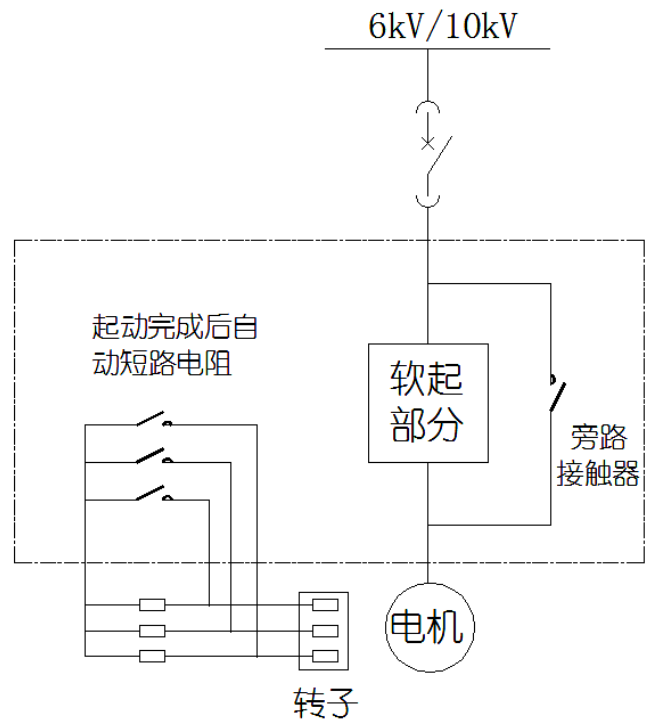 6kV/10kV
起动完成后自
动短路电阻
软起
部分
旁路
接触器
电机
转子